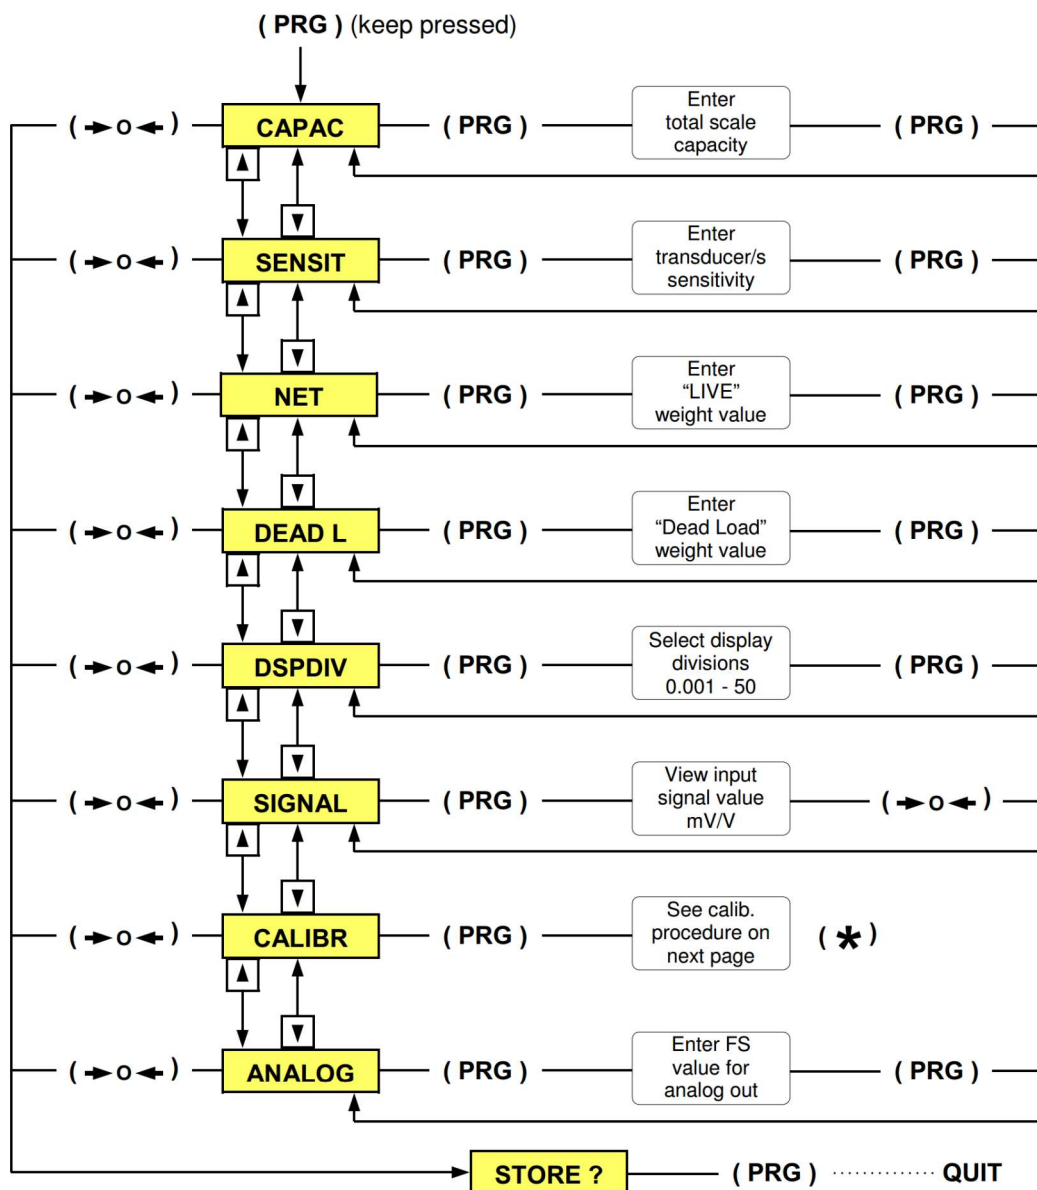 ( PRG ) (keep pressed)
( →o← ) CAPAC ( PRG ) Enter ( PRG )
total scale
capacity
( →o← ) SENSIT ( PRG ) Enter ( PRG )
transducer/s
sensitivity
( →o← ) NET ( PRG ) Enter ( PRG )
“LIVE”
weight value
( →o← ) DEAD L ( PRG ) Enter ( PRG )
“Dead Load”
weight value
( →o← ) DSPDIV ( PRG ) Select display ( PRG )
divisions
0.001 - 50
( →o← ) SIGNAL ( PRG ) View input ( →o← )
signal value
mV/V
( →o← ) CALIBR ( PRG ) See calib. ( * )
procedure on
next page
( →o← ) ANALOG ( PRG ) Enter FS ( PRG )
value for
analog out
STORE ? ( PRG ) ............ QUIT